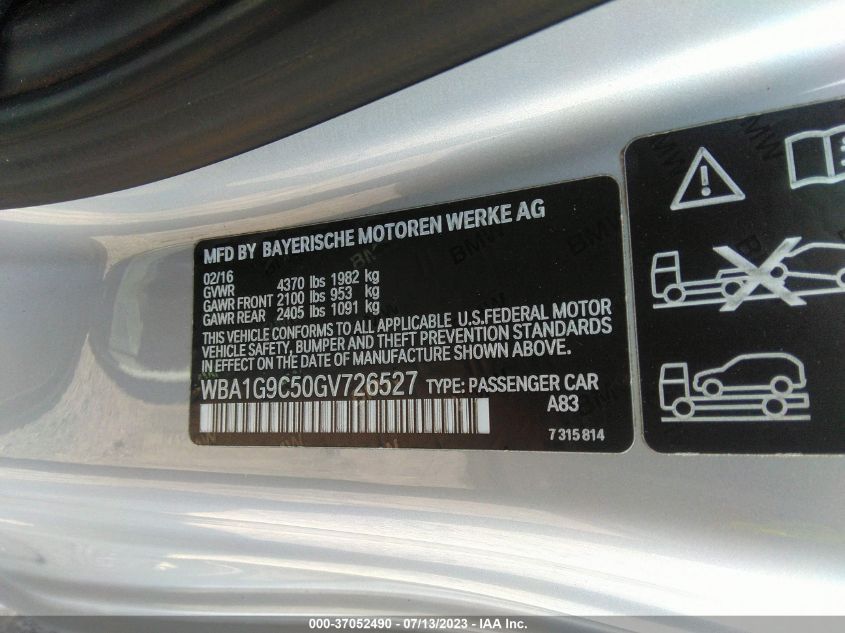 MFD BY BAYERISCHE MOTOREN WERKE AG
02/16
GVWR 4370 lbs 1982 kg
GAWR FRONT 2100 lbs 953 kg
GAWR REAR 2405 lbs 1091 kg
THIS VEHICLE CONFORMS TO ALL APPLICABLE U.S.FEDERAL MOTOR
VEHICLE SAFETY, BUMPER AND THEFT PREVENTION STANDARDS
IN EFFECT ON THE DATE OF MANUFACTURE SHOWN ABOVE.
WBA1G9C50GV726527 TYPE: PASSENGER CAR
A83
7 315 814
000-37052490 - 07/13/2023 - IAA Inc.